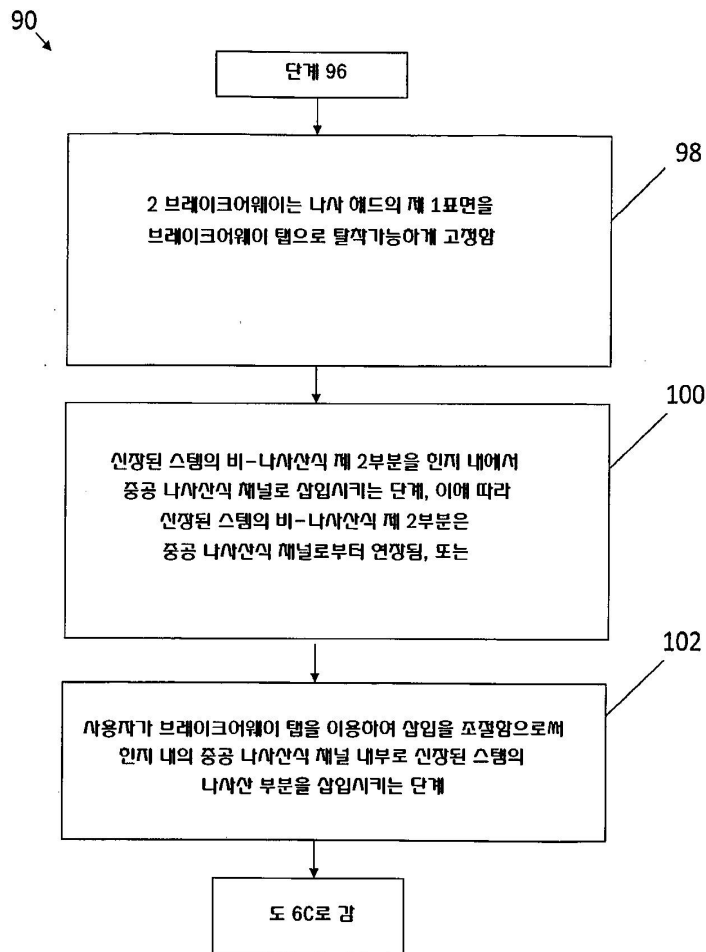 90
단계 96
98
2 브레이크어웨이는 나사 헤드의 제 1표면을
브레이크어웨이 탭으로 탈착가능하게 고정함
100
신장된 스템의 비-나사산식 제 2부분을 힌지 내에서
중공 나사산식 채널로 삽입시키는 단계, 이에 따라
신장된 스템의 비-나사산식 제 2부분은
중공 나사산식 채널로부터 연장됨, 또는
102
사용자가 브레이크어웨이 탭을 이용하여 삽입을 조절함으로써
힌지 내의 중공 나사산식 채널 내부로 신장된 스템의
나사산 부분을 삽입시키는 단계
도 6C로 감